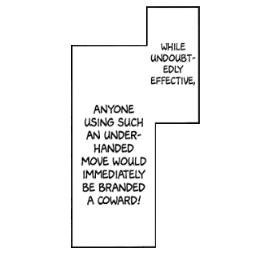 WHILE
UNDOUBT-
EDLY
EFFECTIVE,
ANYONE
USING SUCH
AN UNDER-
HANDED
MOVE WOULD
IMMEDIATELY
BE BRANDED
A COWARD!